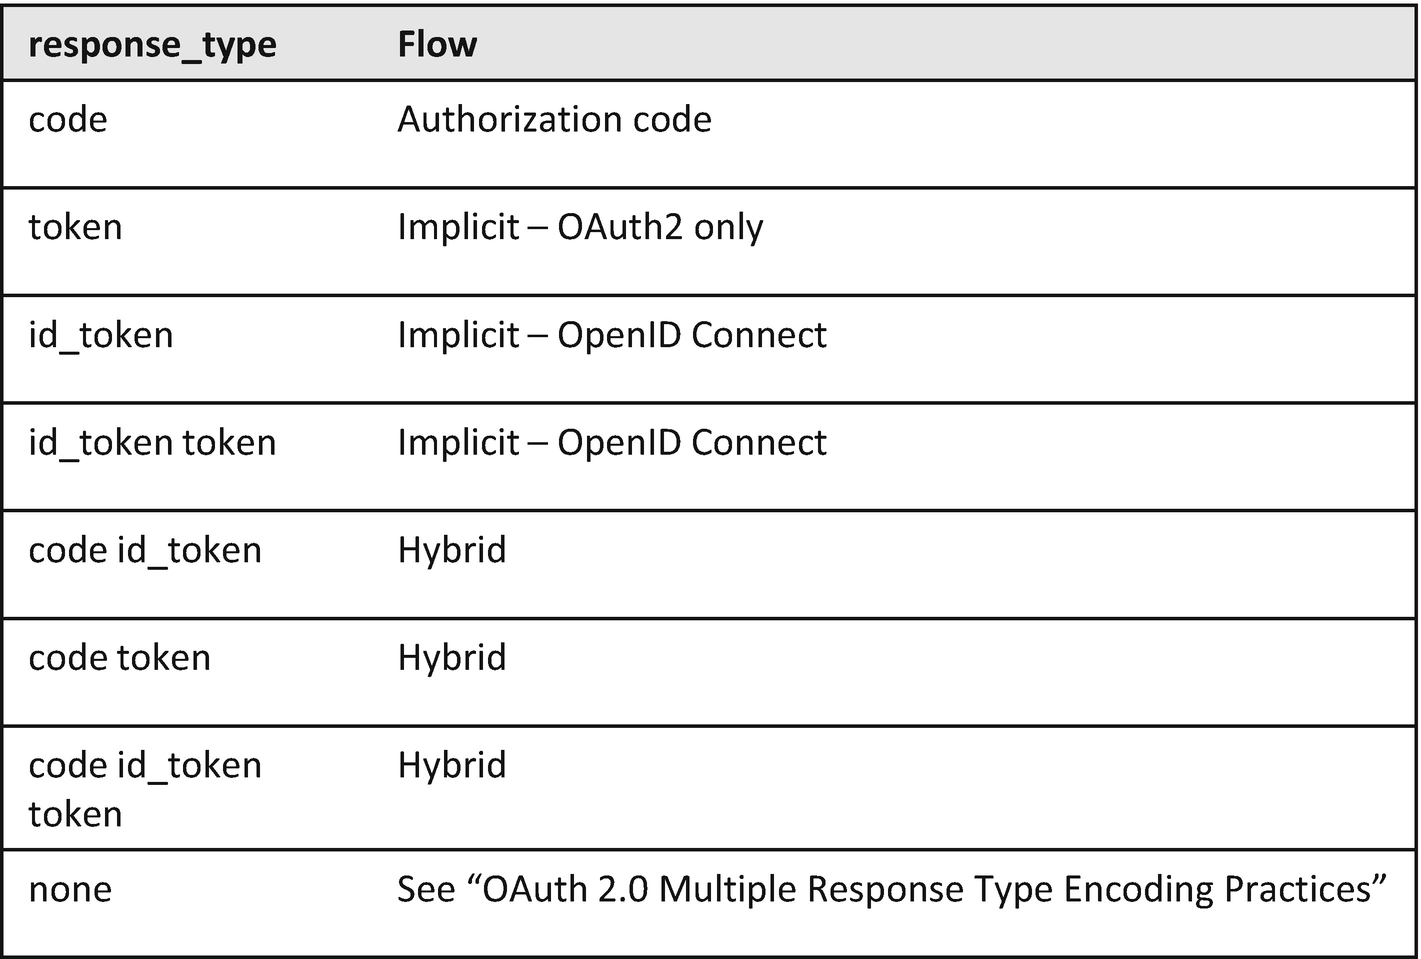 response_type Flow
code Authorization code
token Implicit – OAuth2 only
id_token Implicit – OpenID Connect
id_token token Implicit – OpenID Connect
code id_token Hybrid
code token Hybrid
code id_token Hybrid
token
none See “OAuth 2.0 Multiple Response Type Encoding Practices”